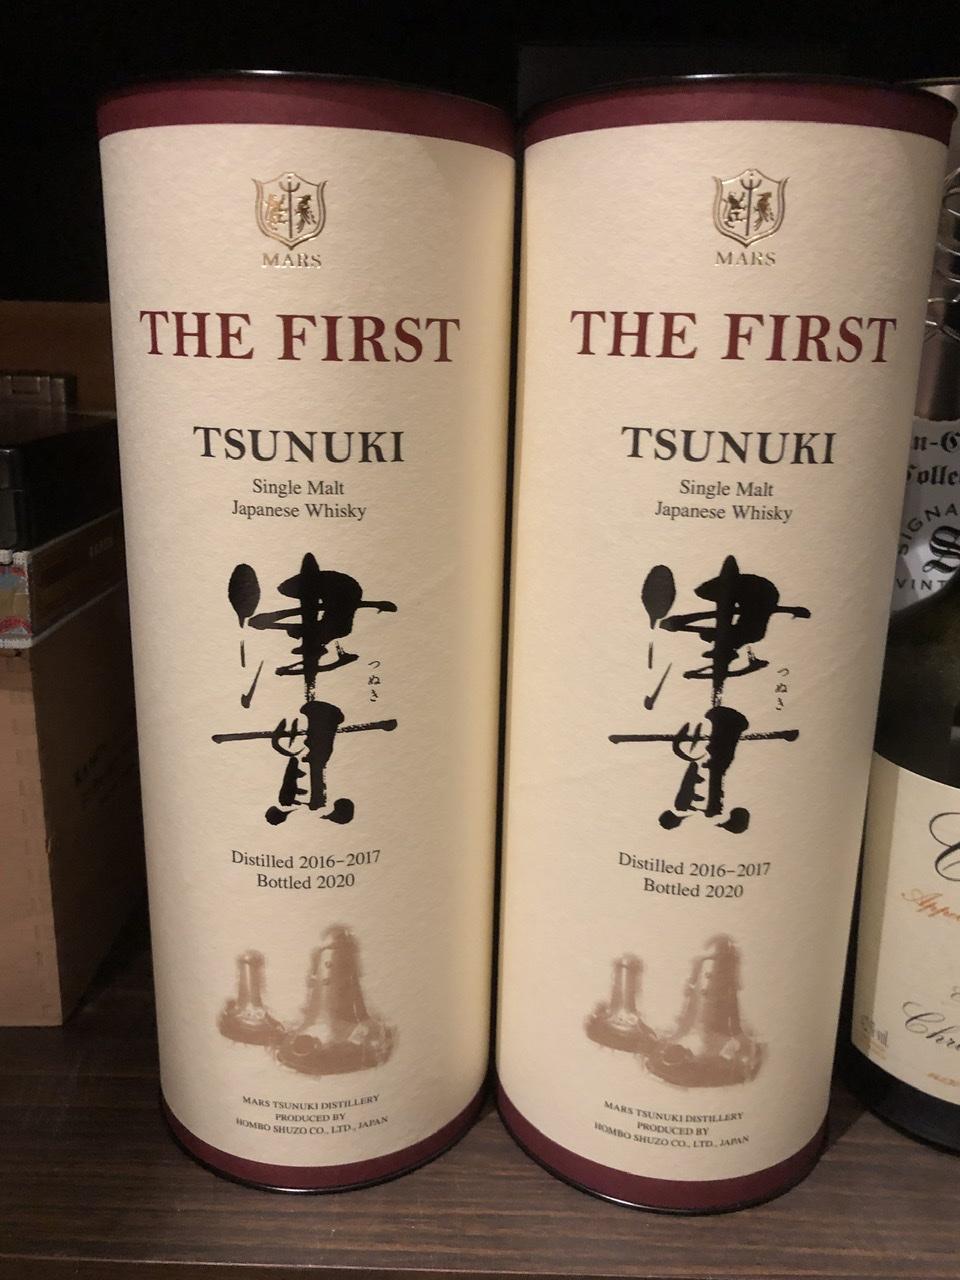 MARS
THE FIRST
TSUNUKI
Single Malt
Japanese Whisky
津貫
つぬき
Distilled 2016–2017
Bottled 2020
MARS TSUNUKI DISTILLERY
PRODUCED BY
HOMBO SHUZO CO., LTD., JAPAN
MARS
THE FIRST
TSUNUKI
Single Malt
Japanese Whisky
津貫
つぬき
Distilled 2016–2017
Bottled 2020
MARS TSUNUKI DISTILLERY
PRODUCED BY
HOMBO SHUZO CO., LTD., JAPAN